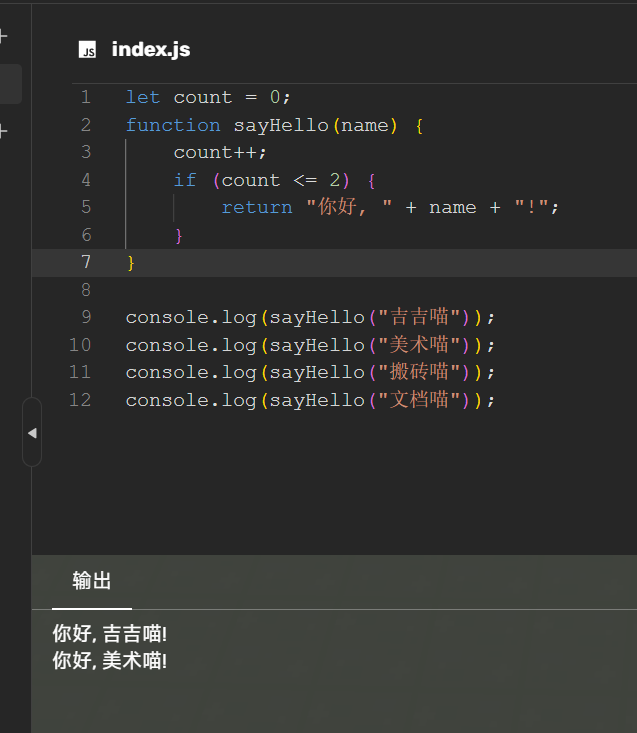 JS index.js
1 let count = 0;
2 function sayHello(name) {
3     count++;
4     if (count <= 2) {
5         return "你好, " + name + "!";
6     }
7 }
8
9 console.log(sayHello("吉吉喵"));
10 console.log(sayHello("美术喵"));
11 console.log(sayHello("搬砖喵"));
12 console.log(sayHello("文档喵"));
输出
你好, 吉吉喵!
你好, 美术喵!